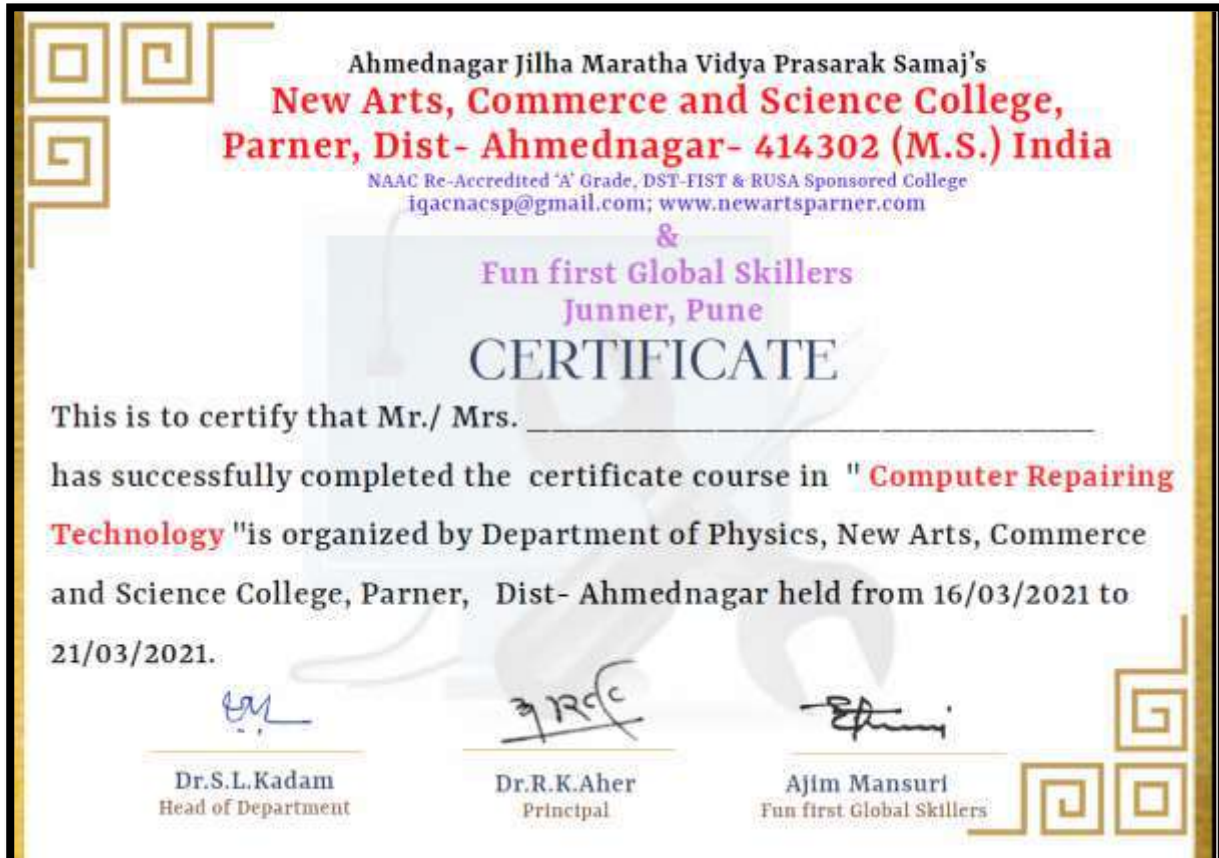 Ahmednagar Jilha Maratha Vidya Prasarak Samaj's
New Arts, Commerce and Science College,
Parner, Dist- Ahmednagar- 414302 (M.S.) India
NAAC Re-Accredited 'A' Grade, DST-FIST & RUSA Sponsored College
iqacnacsp@gmail.com; www.newartsparner.com
&
Fun first Global Skillers
Junner, Pune
CERTIFICATE
This is to certify that Mr./ Mrs. ________________________
has successfully completed the certificate course in " Computer Repairing
Technology "is organized by Department of Physics, New Arts, Commerce
and Science College, Parner, Dist- Ahmednagar held from 16/03/2021 to
21/03/2021.
Dr.S.L.Kadam Dr.R.K.Aher Ajim Mansuri
Head of Department Principal Fun first Global Skillers